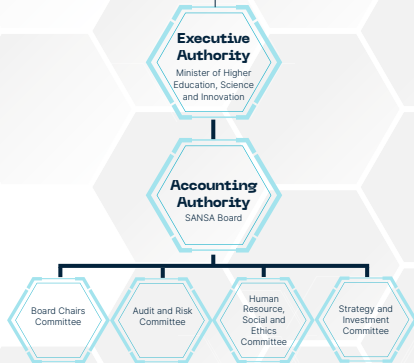 Executive
Authority
Minister of Higher
Education, Science
and Innovation
Accounting
Authority
SANSA Board
Board Chairs
Committee
Audit and Risk
Committee
Human
Resource,
Social and
Ethics
Committee
Strategy and
Investment
Committee